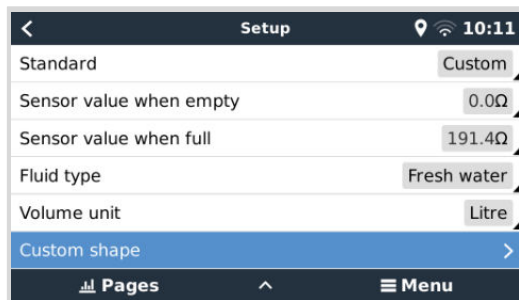 Setup 10:11
Standard Custom
Sensor value when empty 0.0Ω
Sensor value when full 191.4Ω
Fluid type Fresh water
Volume unit Litre
Custom shape
Pages Menu